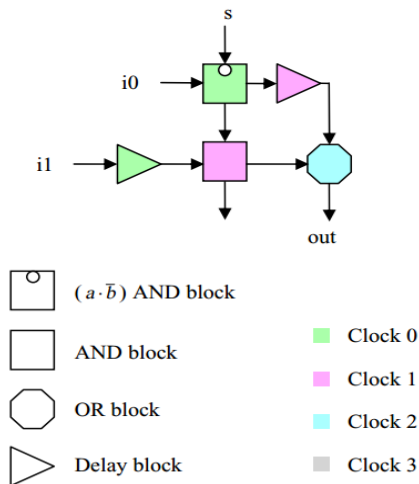 s
i0
i1
out
(a·b̅) AND block
AND block
OR block
Delay block
Clock 0
Clock 1
Clock 2
Clock 3